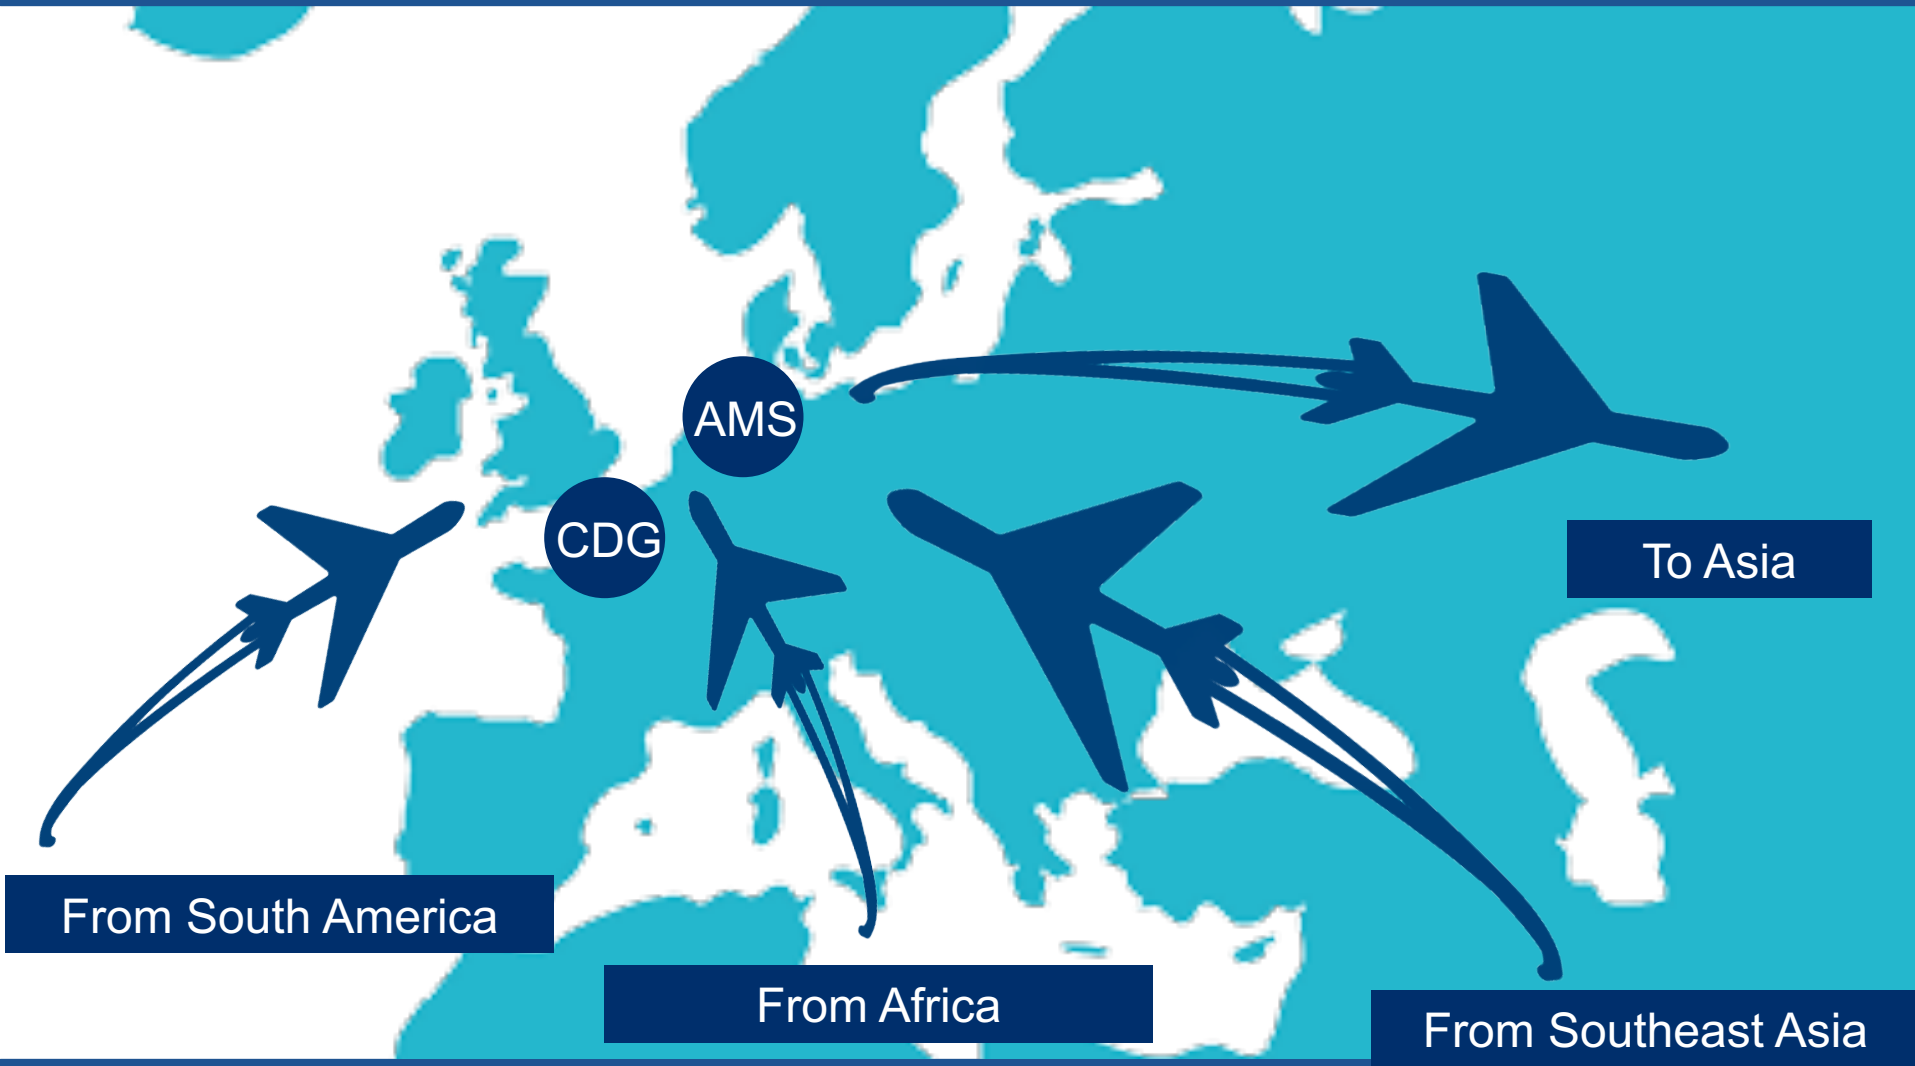 AMS
CDG
To Asia
From South America
From Africa
From Southeast Asia